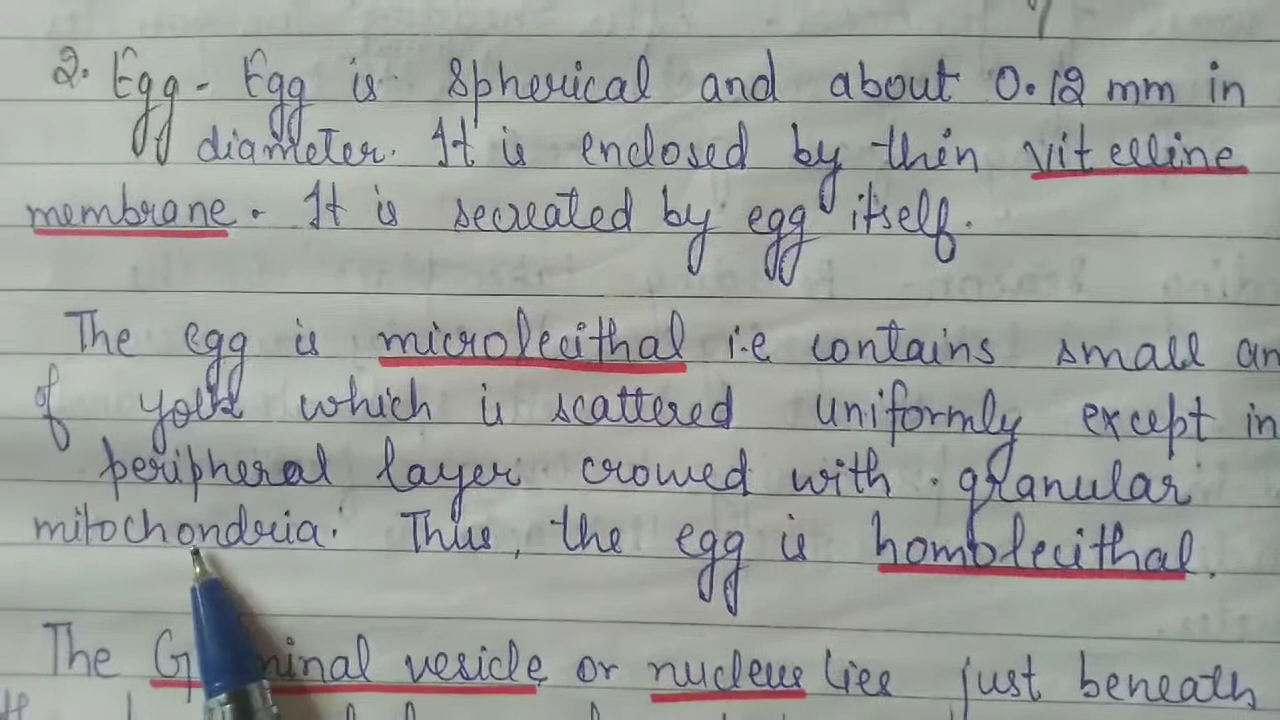 2. Egg - Egg is spherical and about 0.12 mm in
diameter. It is enclosed by thin vitelline
membrane. It is secreated by egg itself.
The egg is microlecithal i.e contains small am
of yolk which is scattered uniformly except in
peripheral layer crowed with granular
mitochondria. Thus, the egg is homolecithal.
The vesicle or nucleus lies just beneath